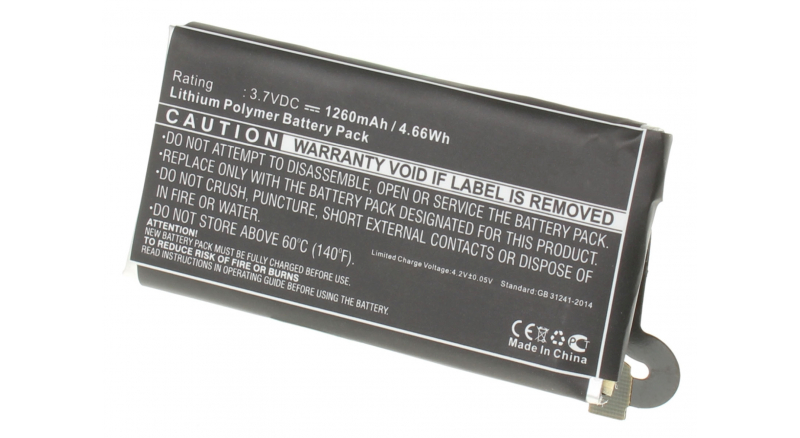 Rating : 3.7VDC ⎓ 1260mAh / 4.66Wh
Lithium Polymer Battery Pack
CAUTION WARRANTY VOID IF LABEL IS REMOVED
·DO NOT ATTEMPT TO DISASSEMBLE, OPEN OR SERVICE THE BATTERY PACK.
·REPLACE ONLY WITH THE BATTERY PACK DESIGNATED FOR THIS PRODUCT.
·DO NOT CRUSH, PUNCTURE, SHORT EXTERNAL CONTACTS OR DISPOSE OF
IN FIRE OR WATER.
·DO NOT STORE ABOVE 60°C (140°F).
ATTENTION! Limited Charge Voltage:4.2V±0.05V Standard:GB 31241-2014
NEW BATTERY PACK MUST BE FULLY CHARGED BEFORE USE.
TO REDUCE RISK OF FIRE OR BURNS
READ INSTRUCTIONS IN OPERATING GUIDE BEFORE USING BATTERY.
CE
Made In China